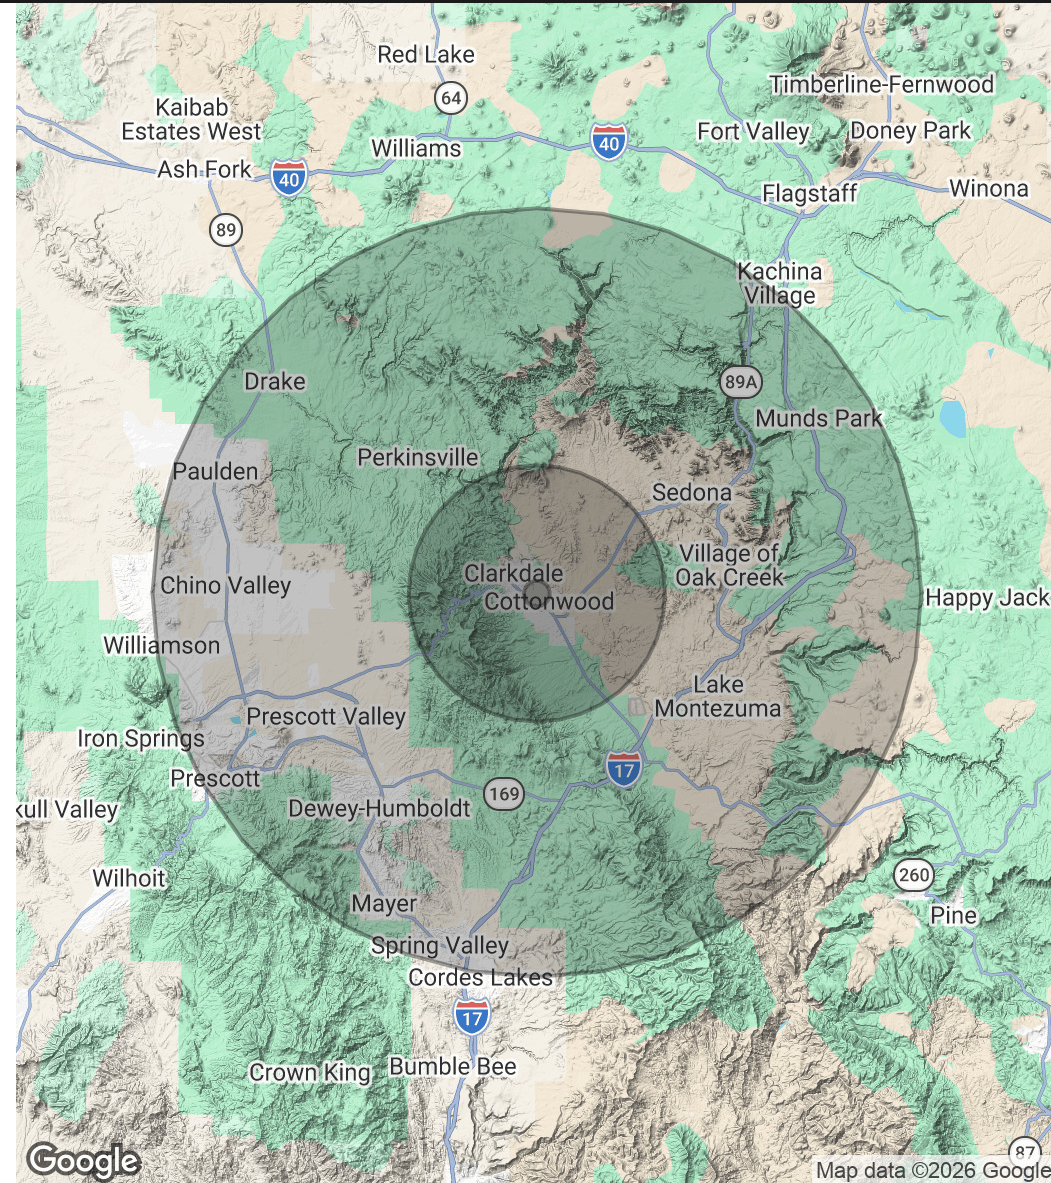 Red Lake
64
Timberline-Fernwood
Kaibab
Estates West
Fort Valley
Doney Park
Williams
40
Ash Fork
40
Flagstaff
Winona
89
Kachina
Village
Drake
89A
Munds Park
Perkinsville
Paulden
Sedona
Village of
Oak Creek
Clarkdale
Chino Valley
Cottonwood
Happy Jack
Williamson
Lake
Montezuma
Prescott Valley
Iron Springs
17
Prescott
169
Dewey-Humboldt
kull Valley
Wilhoit
260
Mayer
Pine
Spring Valley
Cordes Lakes
17
Crown King
Bumble Bee
87
Google
Map data ©2026 Google